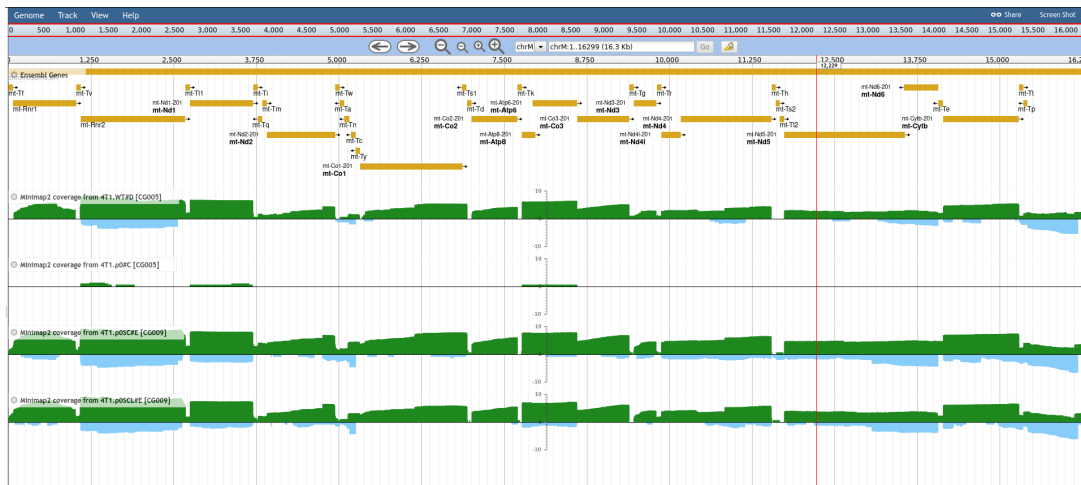 Genome Track View Help Share Screen Shot
0 500 1,000 1,500 2,000 2,500 3,000 3,500 4,000 4,500 5,000 5,500 6,000 6,500 7,000 7,500 8,000 8,500 9,000 9,500 10,000 10,500 11,000 11,500 12,000 12,500 13,000 13,500 14,000 14,500 15,000 15,500 16,000
chrM chrM:1..16299 (16.3 Kb) Go
0 1,250 2,500 3,750 5,000 6,250 7,500 8,750 10,000 11,250 12,500 13,750 15,000 16,2
12,229
Ensembl Genes
mt-Tf mt-Tv mt-Tl1 mt-Ti mt-Tw mt-Ts1 mt-Tk mt-Tg mt-Tr mt-Th mt-Nd6-201 mt-Tt
mt-Nd6
mt-Rnr1 mt-Nd1-201 mt-Tm mt-Ta mt-Td mt-Atp6-201 mt-Nd3-201 mt-Ts2 mt-Te mt-Tp
mt-Nd1 mt-Atp6 mt-Nd3
mt-Rnr2 mt-Tq mt-Tn mt-Co2-201 mt-Co3-201 mt-Nd4-201 mt-Tl2 mt-Cytb-201
mt-Co2 mt-Co3 mt-Nd4 mt-Cytb
mt-Nd2-201 mt-Tc mt-Atp8-201 mt-Nd4l-201 mt-Nd5-201
mt-Nd2 mt-Atp8 mt-Nd4l mt-Nd5
mt-Ty
mt-Co1-201
mt-Co1
10
Minimap2 coverage from 4T1.WT#D [CG005]
0
-10
10
Minimap2 coverage from 4T1.p0#C [CG005]
0
-10
10
Minimap2 coverage from 4T1.p0SC#E [CG009]
0
-10
10
Minimap2 coverage from 4T1.p0SCL#E [CG009]
0
-10